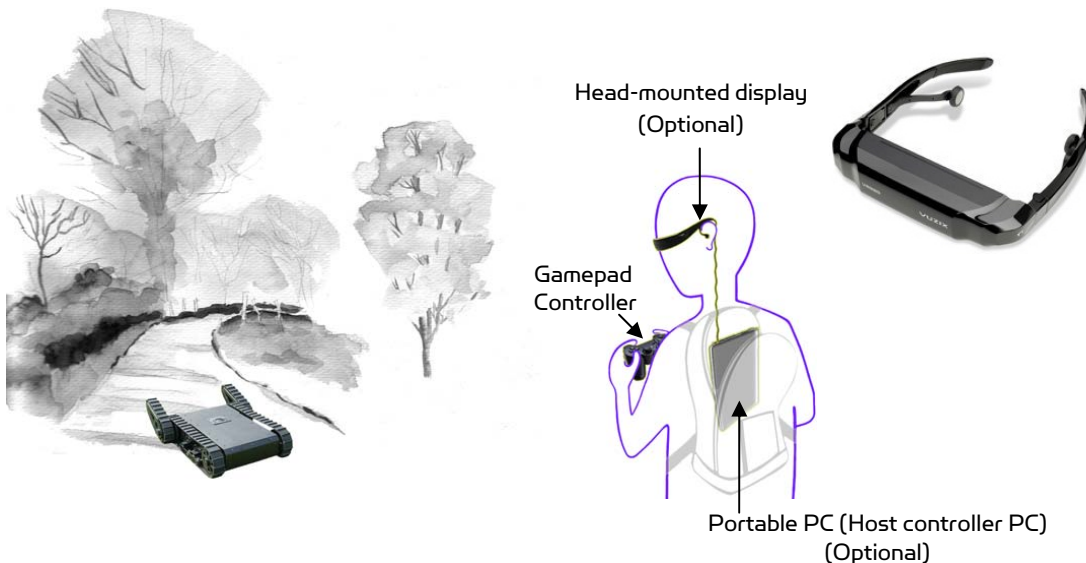 Head-mounted display
(Optional)
VUZIX
Gamepad
Controller
Portable PC (Host controller PC)
(Optional)